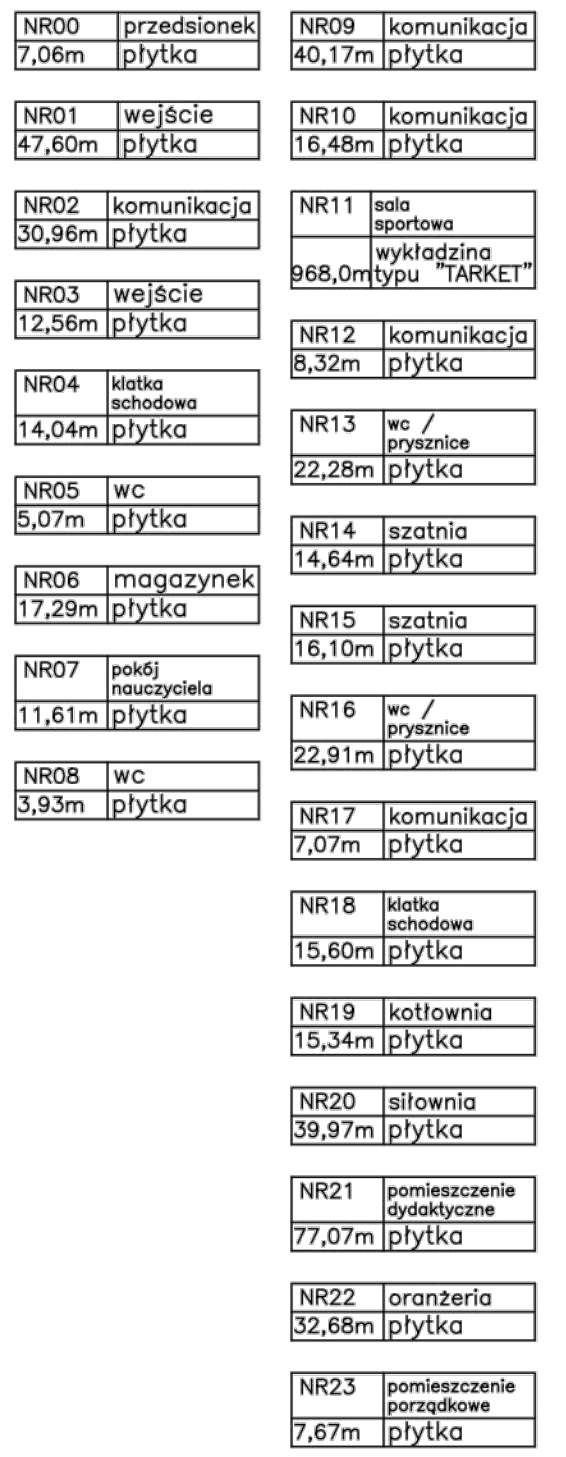 NR00 przedsionek
7,06m płytka
NR01 wejście
47,60m płytka
NR02 komunikacja
30,96m płytka
NR03 wejście
12,56m płytka
NR04 klatka
schodowa
14,04m płytka
NR05 wc
5,07m płytka
NR06 magazynek
17,29m płytka
NR07 pokój
nauczyciela
11,61m płytka
NR08 wc
3,93m płytka
NR09 komunikacja
40,17m płytka
NR10 komunikacja
16,48m płytka
NR11 sala
sportowa
wykładzina
968,0m typu "TARKET"
NR12 komunikacja
8,32m płytka
NR13 wc /
prysznice
22,28m płytka
NR14 szatnia
14,64m płytka
NR15 szatnia
16,10m płytka
NR16 wc /
prysznice
22,91m płytka
NR17 komunikacja
7,07m płytka
NR18 klatka
schodowa
15,60m płytka
NR19 kotłownia
15,34m płytka
NR20 siłownia
39,97m płytka
NR21 pomieszczenie
dydaktyczne
77,07m płytka
NR22 oranżeria
32,68m płytka
NR23 pomieszczenie
porządkowe
7,67m płytka